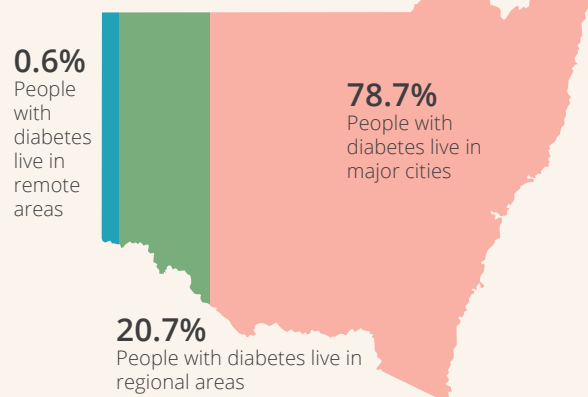 0.6%
People
with
diabetes
live in
remote
areas
78.7%
People with
diabetes live in
major cities
20.7%
People with diabetes live in
regional areas